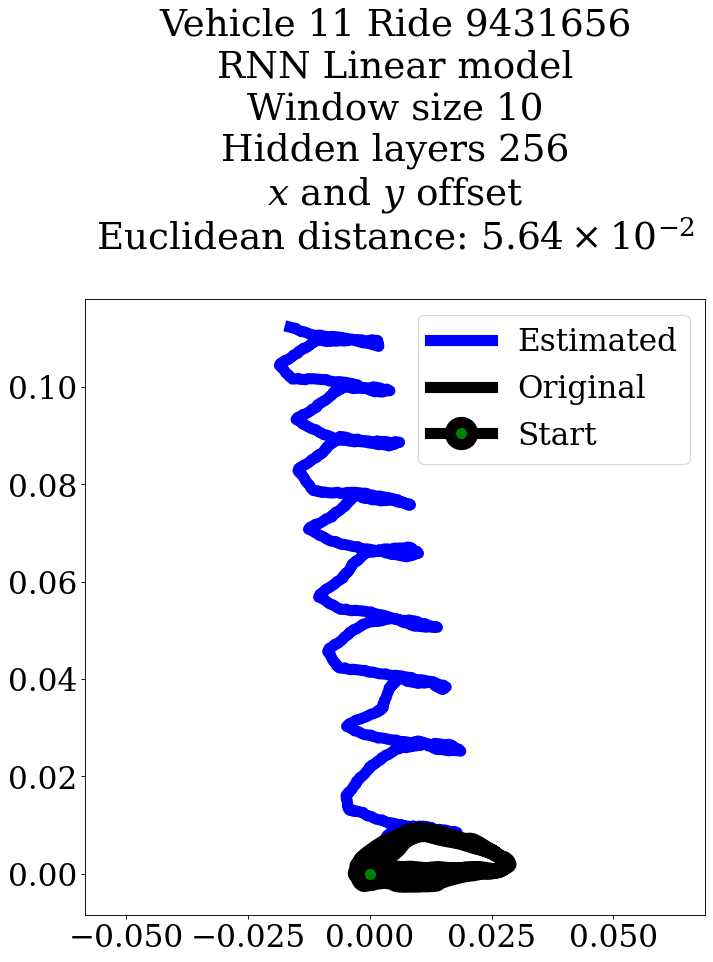 Vehicle 11 Ride 9431656
RNN Linear model
Window size 10
Hidden layers 256
x and y offset
Euclidean distance: 5.64 × 10⁻²
Estimated
Original
Start
0.10
0.08
0.06
0.04
0.02
0.00
−0.050 −0.025 0.000 0.025 0.050